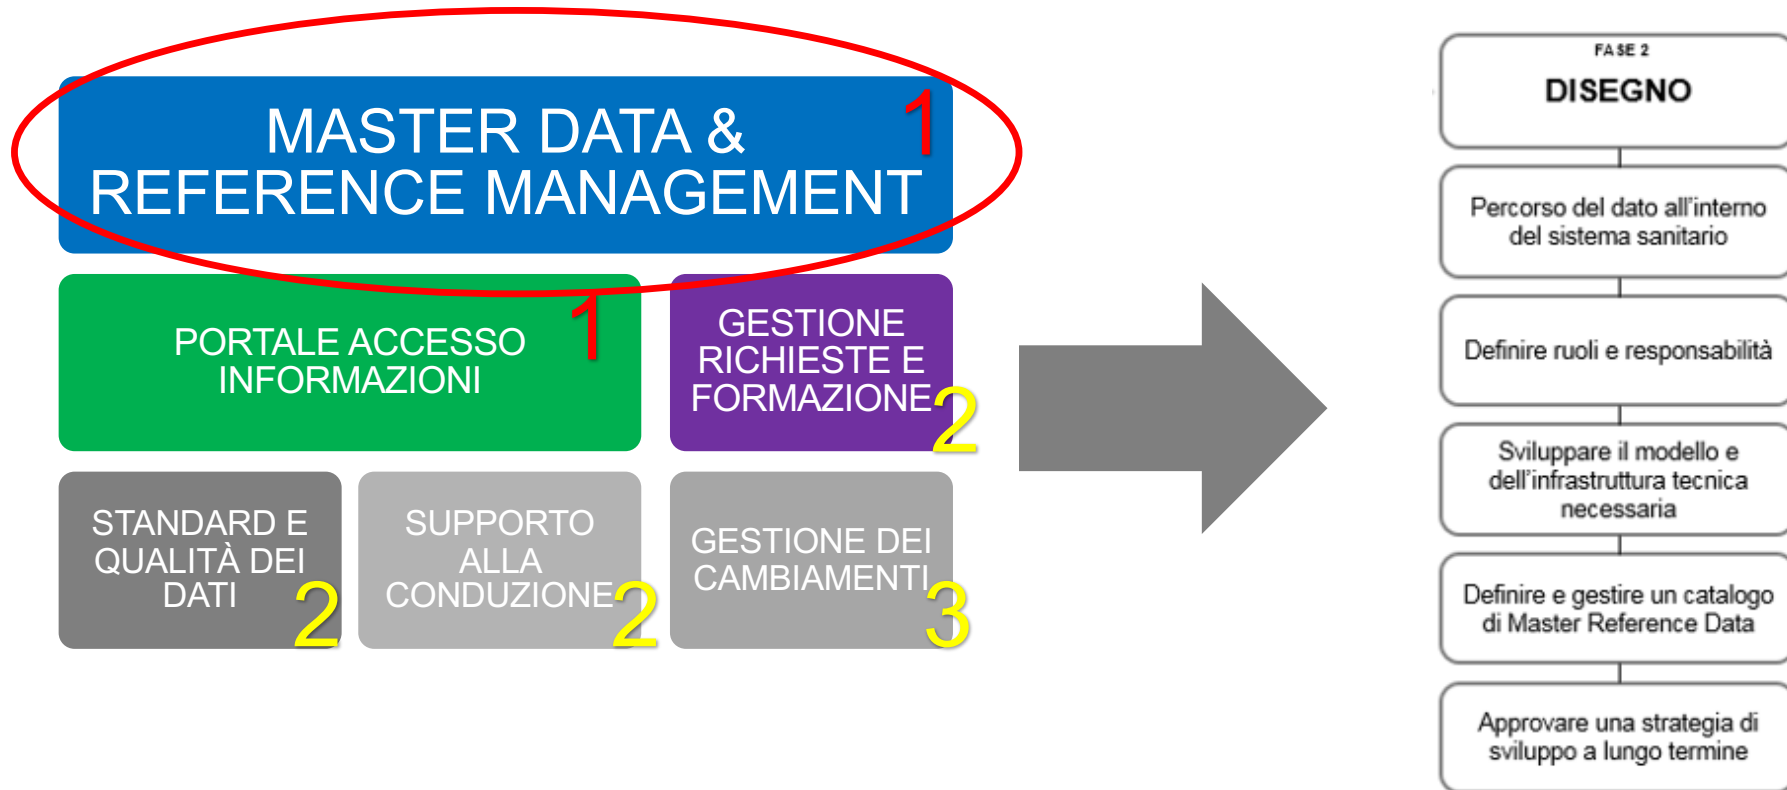 MASTER DATA &
REFERENCE MANAGEMENT
1
PORTALE ACCESSO
INFORMAZIONI
1
GESTIONE
RICHIESTE E
FORMAZIONE
2
STANDARD E
QUALITÀ DEI
DATI
2
SUPPORTO
ALLA
CONDUZIONE
2
GESTIONE DEI
CAMBIAMENTI
3
FASE 2
DISEGNO
Percorso del dato all'interno
del sistema sanitario
Definire ruoli e responsabilità
Sviluppare il modello e
dell'infrastruttura tecnica
necessaria
Definire e gestire un catalogo
di Master Reference Data
Approvare una strategia di
sviluppo a lungo termine